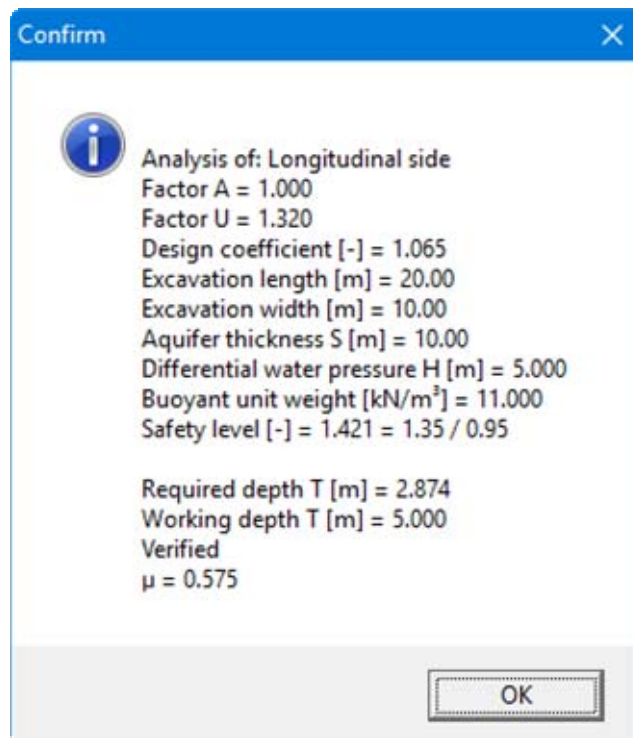 Confirm
Analysis of: Longitudinal side
Factor A = 1.000
Factor U = 1.320
Design coefficient [-] = 1.065
Excavation length [m] = 20.00
Excavation width [m] = 10.00
Aquifer thickness S [m] = 10.00
Differential water pressure H [m] = 5.000
Buoyant unit weight [kN/m³] = 11.000
Safety level [-] = 1.421 = 1.35 / 0.95
Required depth T [m] = 2.874
Working depth T [m] = 5.000
Verified
µ = 0.575
OK